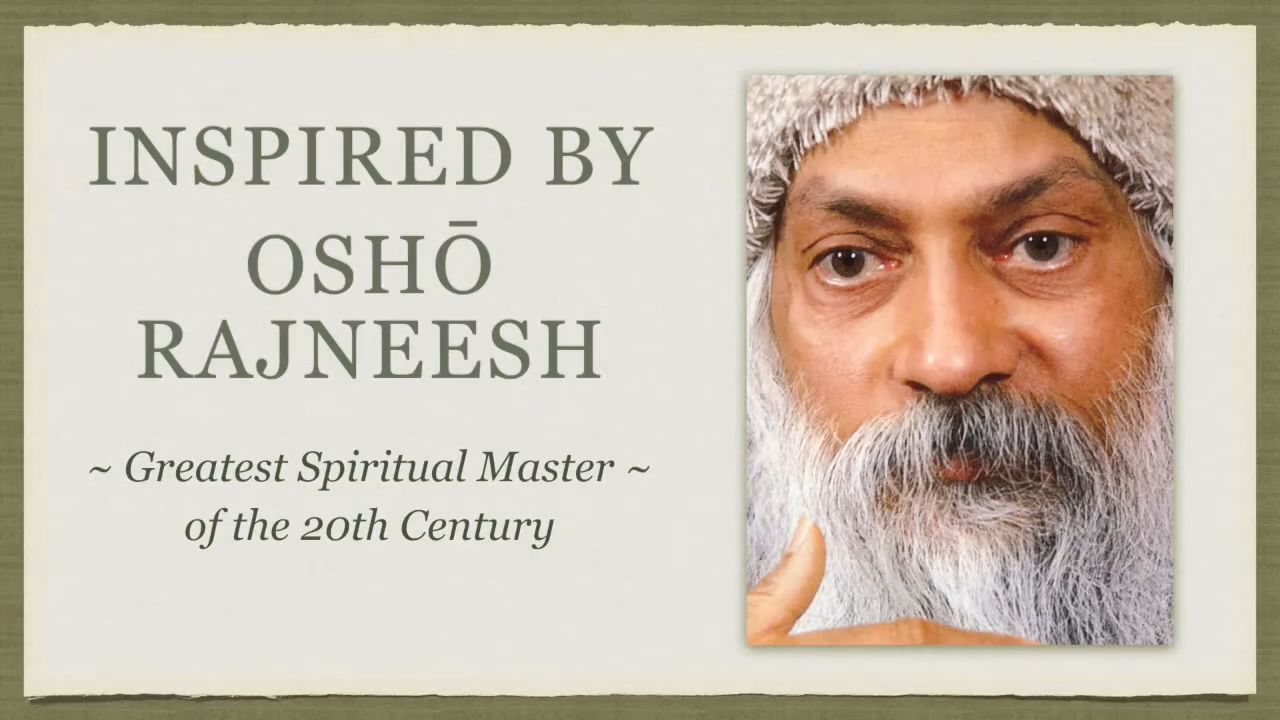 INSPIRED BY
OSHŌ
RAJNEESH
~ Greatest Spiritual Master ~
of the 20th Century